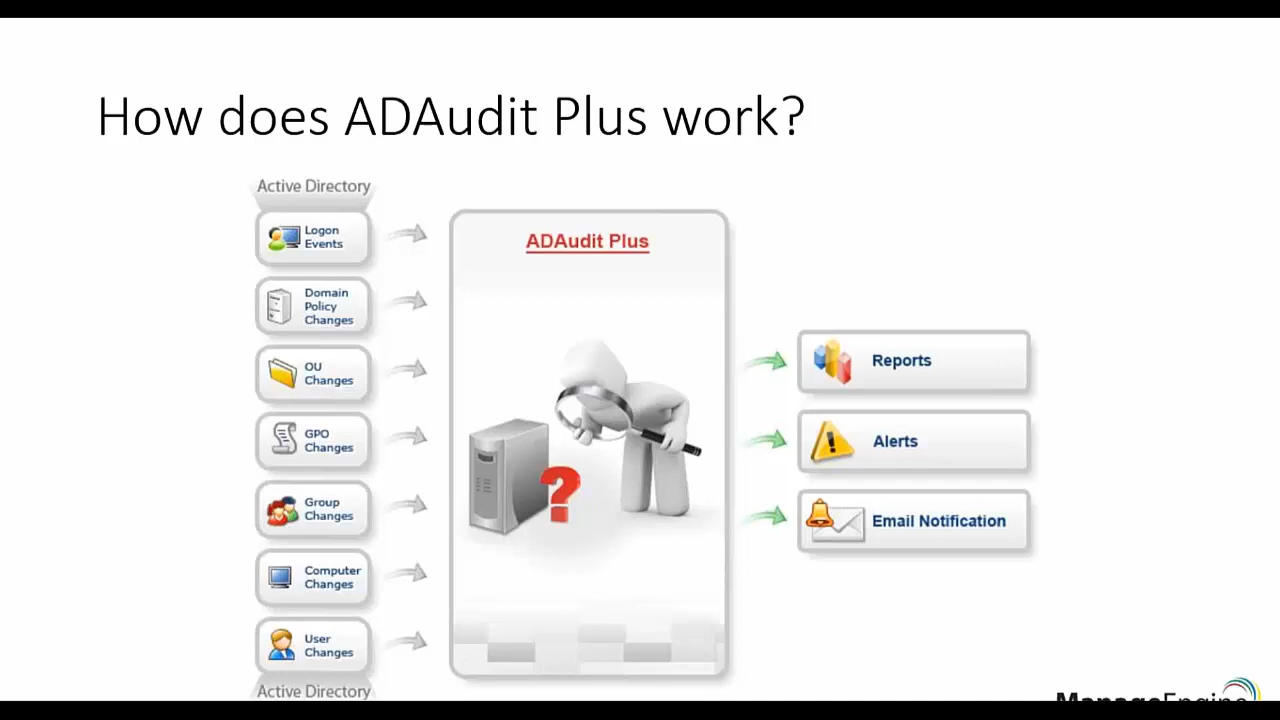 How does ADAudit Plus work?
Active Directory
Logon
Events
Domain
Policy
Changes
OU
Changes
GPO
Changes
Group
Changes
Computer
Changes
User
Changes
Active Directory
ADAudit Plus
?
Reports
Alerts
Email Notification
ManageEngine